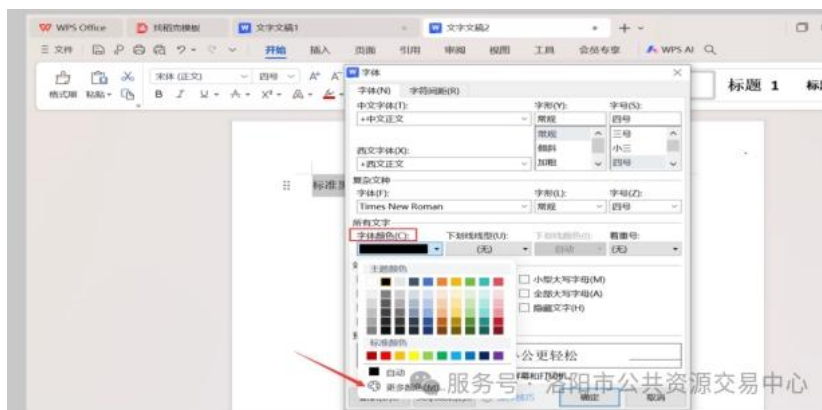 WPS Office 找稻壳模板 文字文稿1 文字文稿2
文件 开始 插入 页面 引用 审阅 视图 工具 会员专享 WPS AI
格式刷 粘贴 宋体 (正文) 四号 A⁺ 标题 1
B I U A X² A
字体
字体(N) 字符间距(R)
中文字体(T): 字形(Y): 字号(S):
+中文正文 常规 四号
常规 三号
倾斜 小三
西文字体(X): 加粗 四号
+西文正文
复杂文种
字体(F): 字形(L): 字号(Z):
Times New Roman 常规 四号
所有文字
字体颜色(C): 下划线线型(U): 下划线颜色(I): 着重号:
(无) 自动 (无)
主题颜色
小型大写字母(M)
全部大写字母(A)
隐藏文字(H)
标准颜色
公更轻松
自动
更多颜色(M)...
服务号 · 洛阳市公共资源交易中心
确定 取消